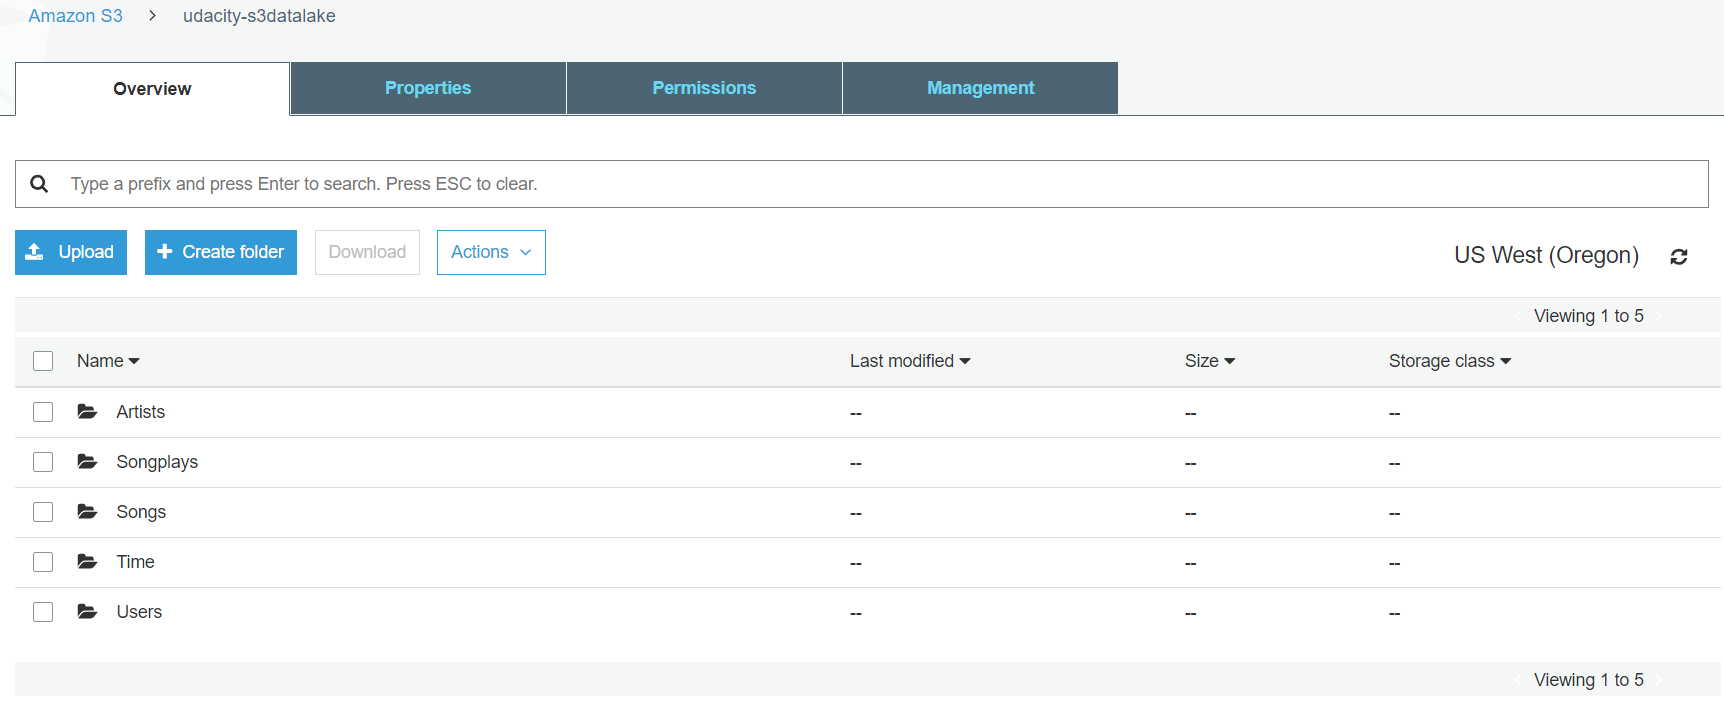 Amazon S3 > udacity-s3datalake
Overview Properties Permissions Management
Type a prefix and press Enter to search. Press ESC to clear.
Upload + Create folder Download Actions US West (Oregon)
Viewing 1 to 5
Name Last modified Size Storage class
Artists -- -- --
Songplays -- -- --
Songs -- -- --
Time -- -- --
Users -- -- --
Viewing 1 to 5